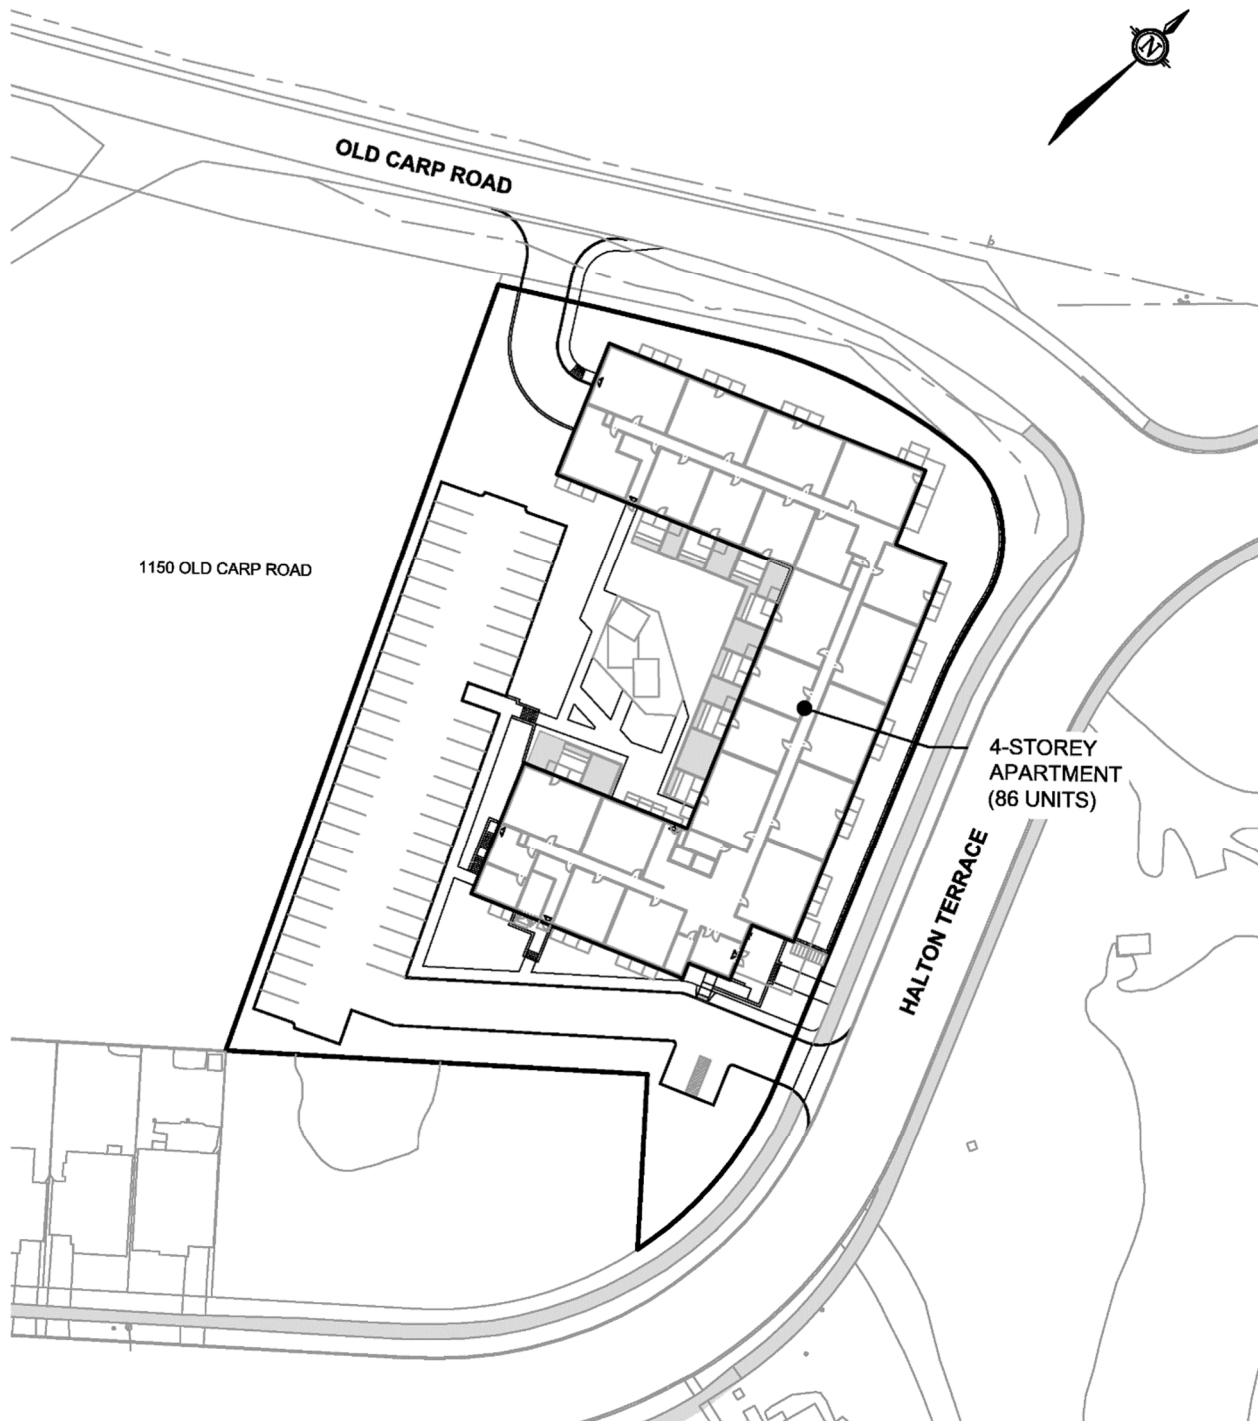 N
OLD CARP ROAD
1150 OLD CARP ROAD
4-STOREY
APARTMENT
(86 UNITS)
HALTON TERRACE